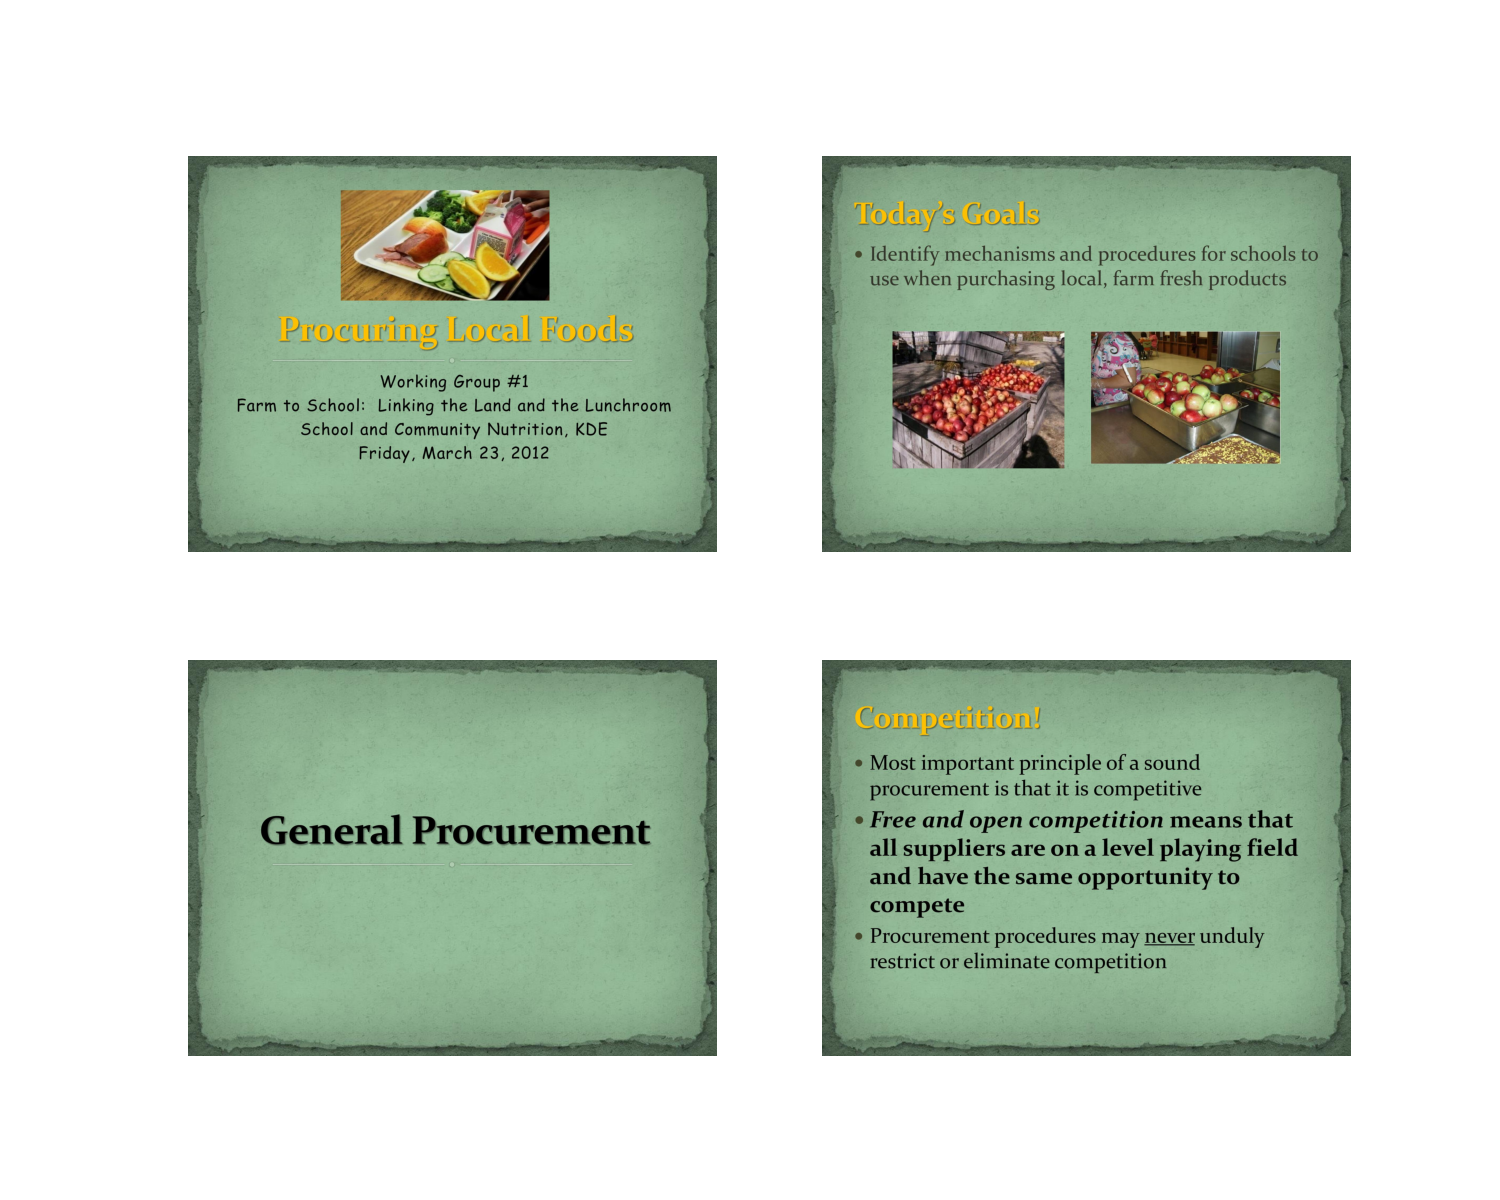 Procuring Local Foods
Working Group #1
Farm to School:  Linking the Land and the Lunchroom
School and Community Nutrition, KDE
Friday, March 23, 2012
Today's Goals
• Identify mechanisms and procedures for schools to
use when purchasing local, farm fresh products
General Procurement
Competition!
• Most important principle of a sound
procurement is that it is competitive
• Free and open competition means that
all suppliers are on a level playing field
and have the same opportunity to
compete
• Procurement procedures may never unduly
restrict or eliminate competition